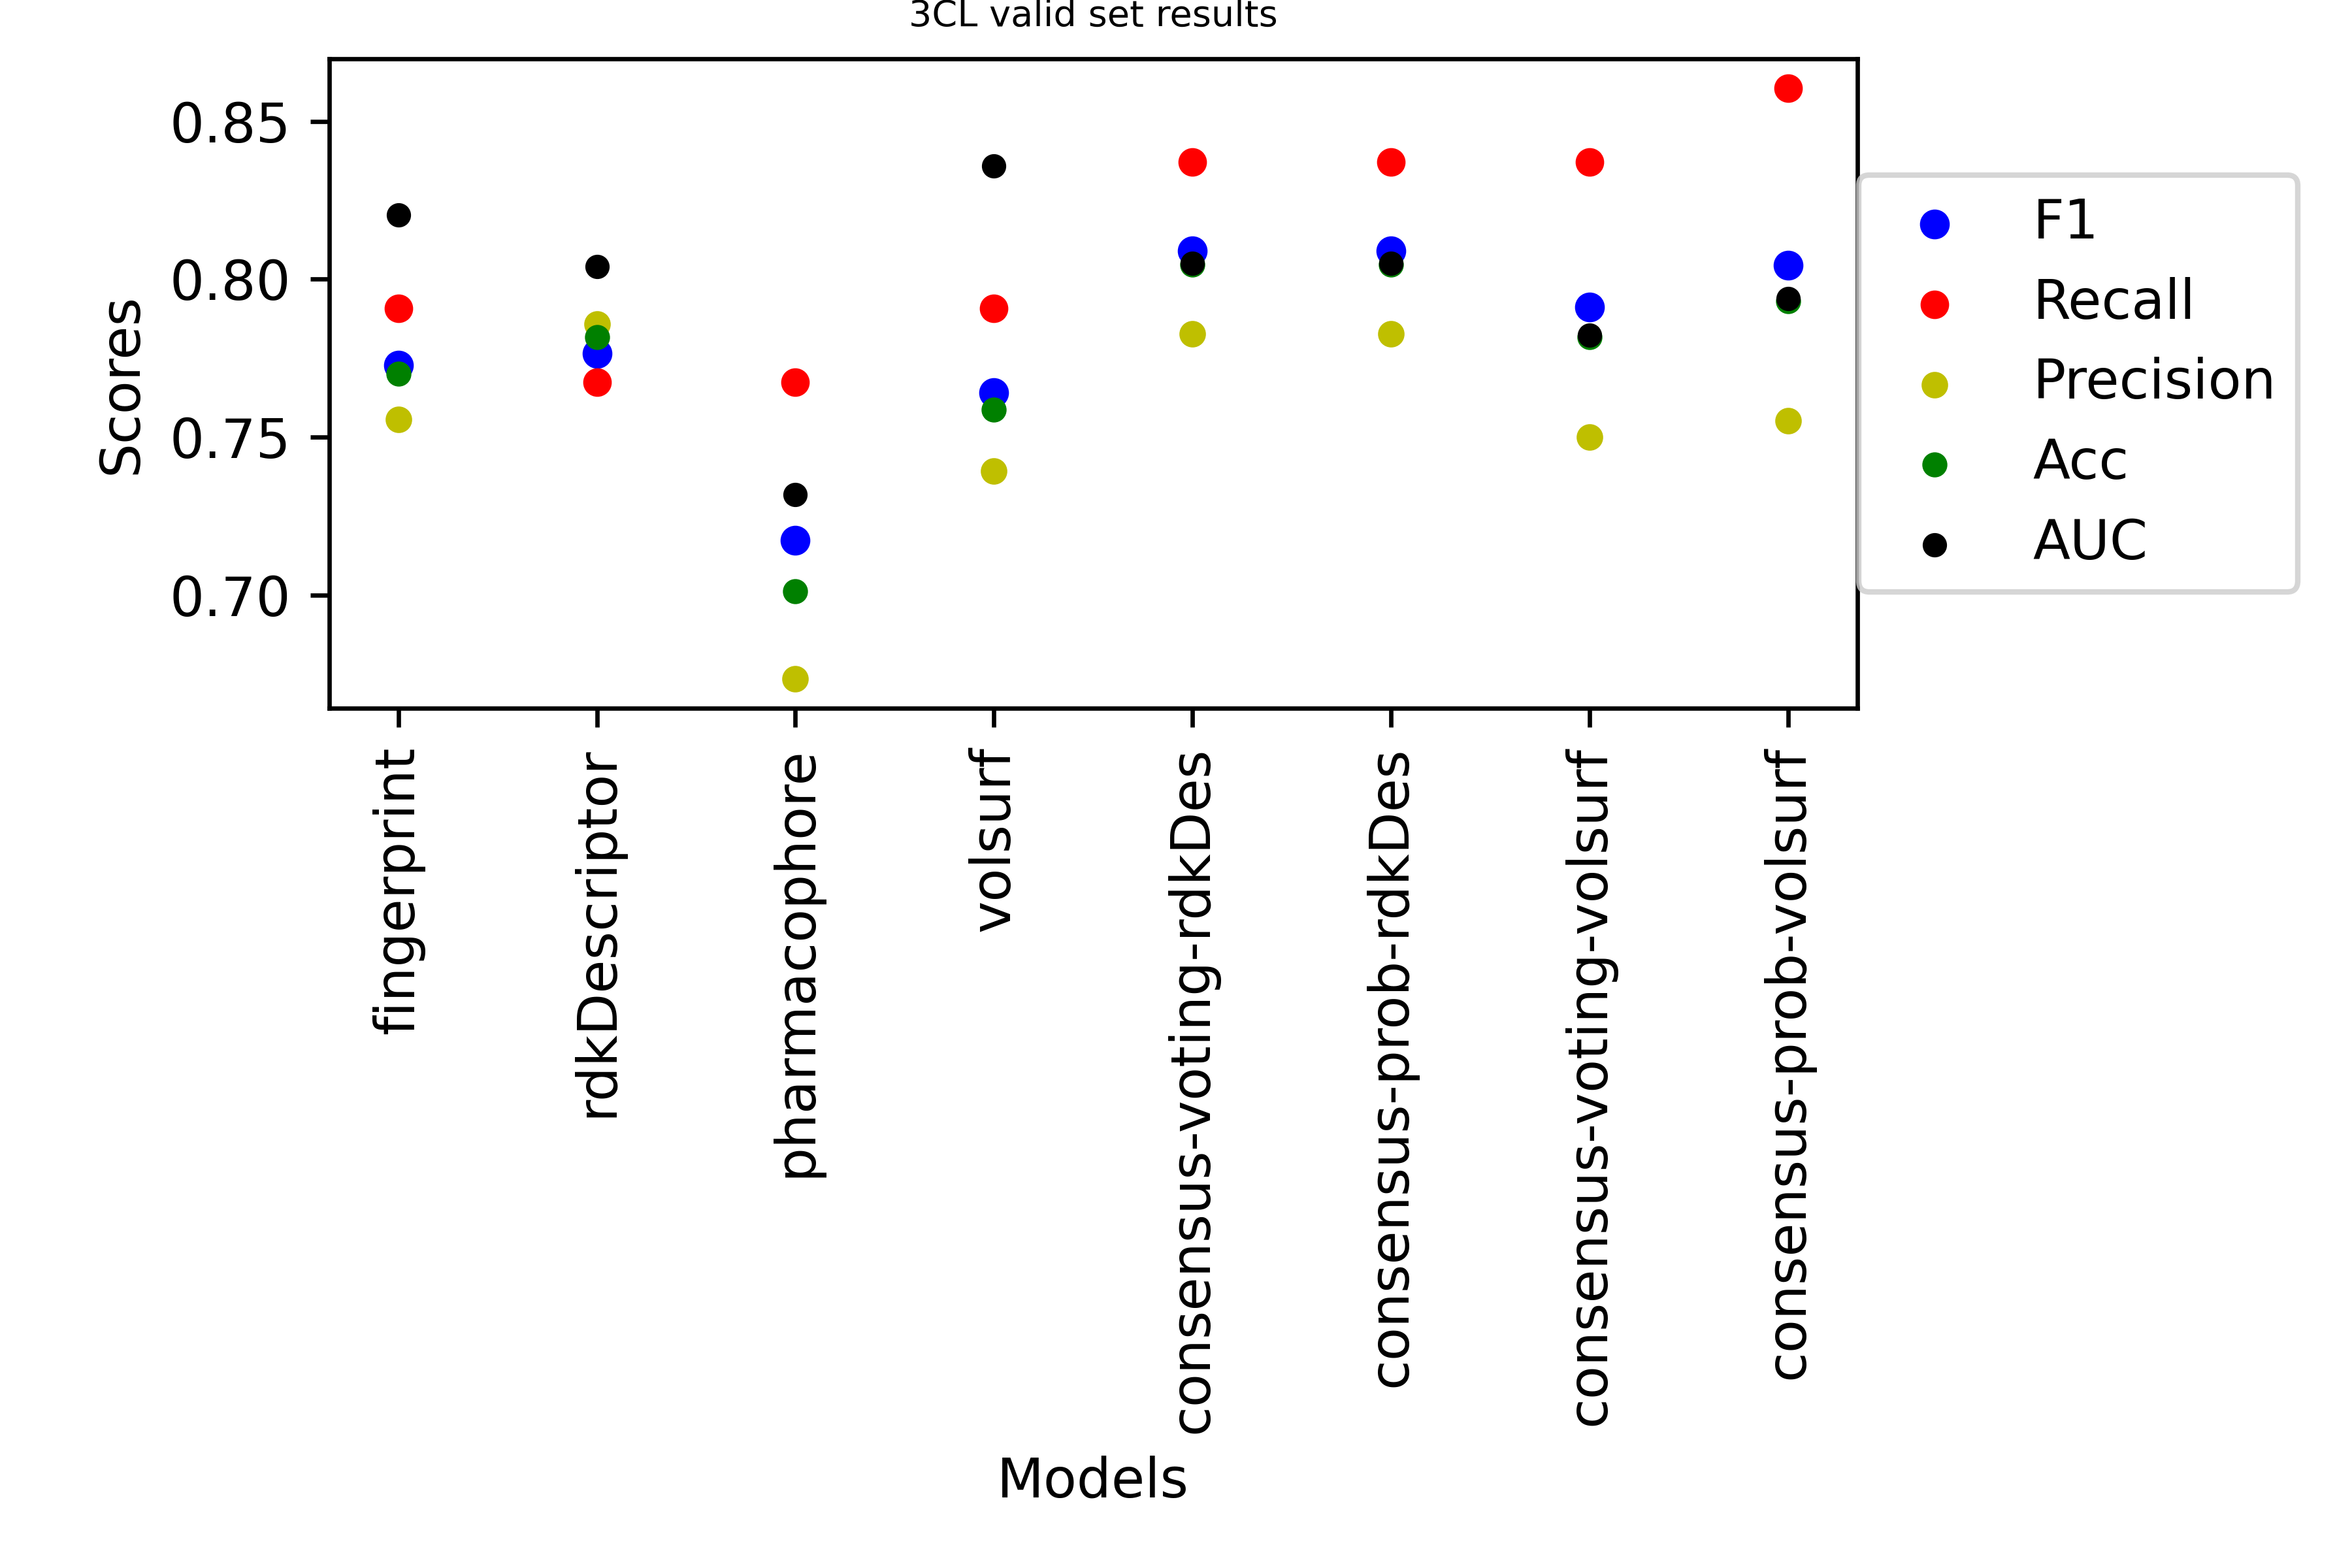 3CL valid set results
0.85
0.80
0.75
0.70
Scores
F1
Recall
Precision
Acc
AUC
fingerprint
rdkDescriptor
pharmacophore
volsurf
consensus-voting-rdkDes
consensus-prob-rdkDes
consensus-voting-volsurf
consensus-prob-volsurf
Models